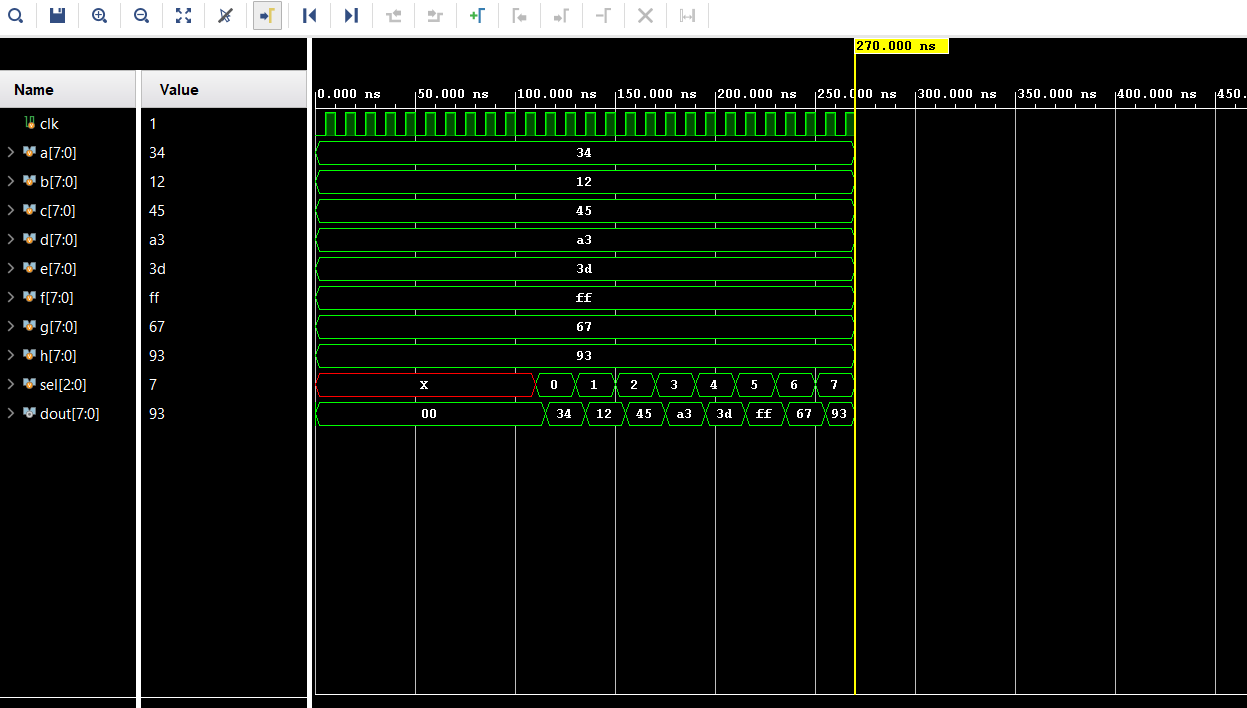 270.000 ns
Name Value
0.000 ns 50.000 ns 100.000 ns 150.000 ns 200.000 ns 250.000 ns 300.000 ns 350.000 ns 400.000 ns 450.
clk 1
a[7:0] 34 34
b[7:0] 12 12
c[7:0] 45 45
d[7:0] a3 a3
e[7:0] 3d 3d
f[7:0] ff ff
g[7:0] 67 67
h[7:0] 93 93
sel[2:0] 7 X 0 1 2 3 4 5 6 7
dout[7:0] 93 00 34 12 45 a3 3d ff 67 93